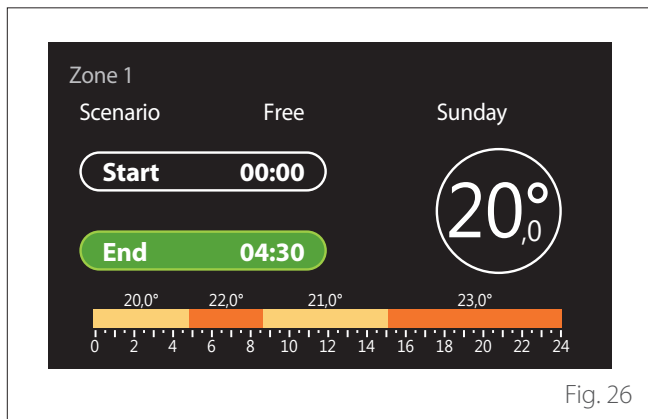 Zone 1
Scenario Free Sunday
Start 00:00
20°,0
End 04:30
20,0° 22,0° 21,0° 23,0°
0 2 4 6 8 10 12 14 16 18 20 22 24
Fig. 26